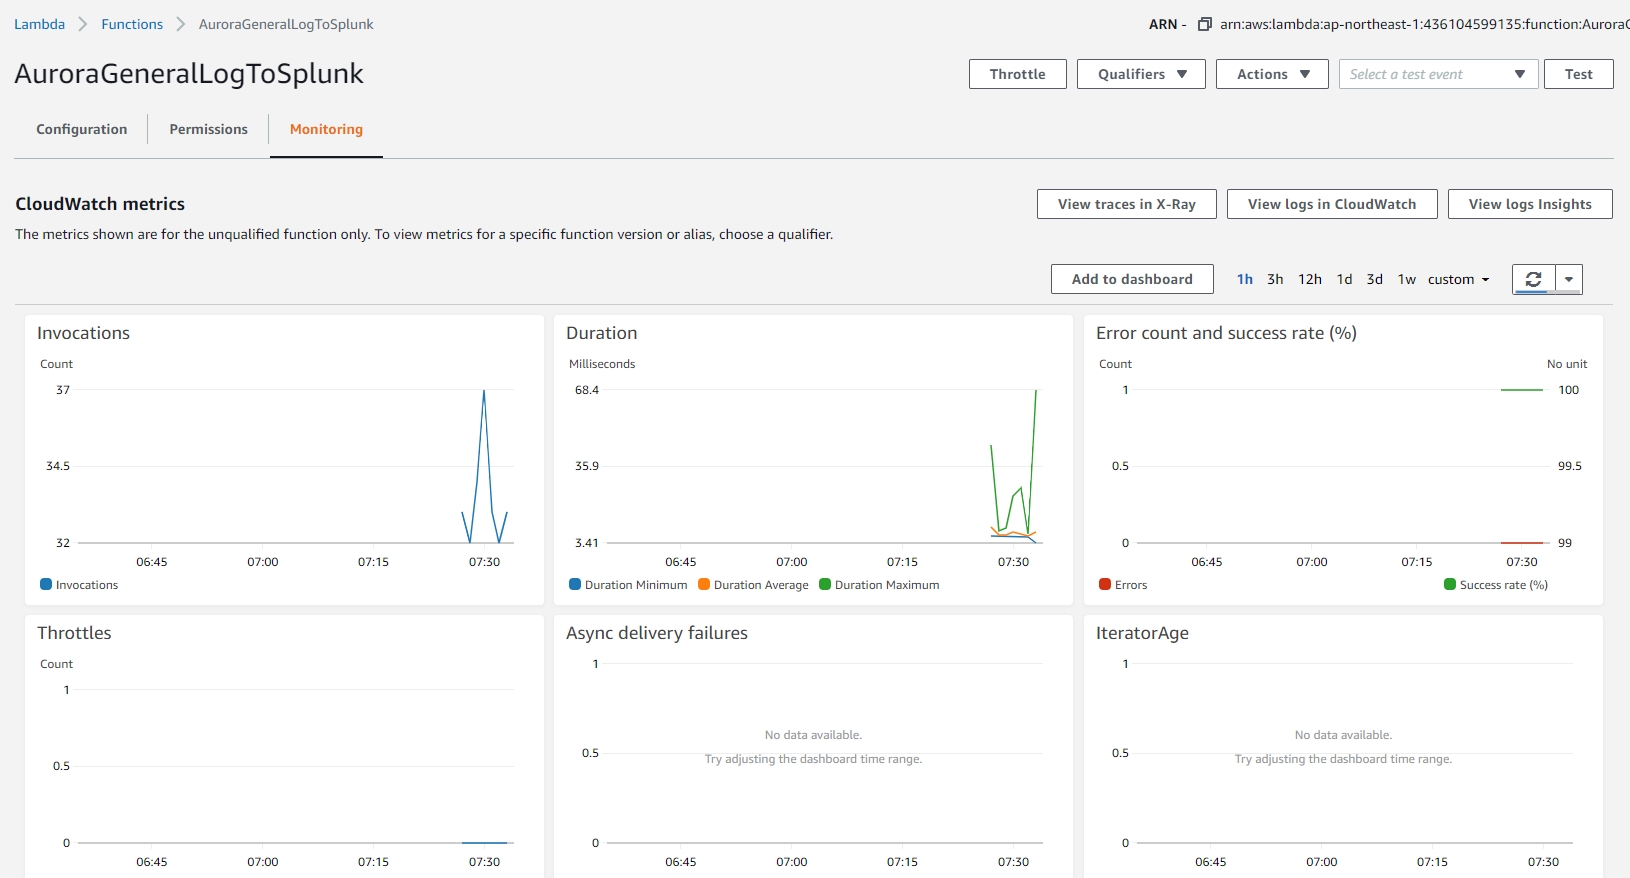 Lambda > Functions > AuroraGeneralLogToSplunk
ARN - arn:aws:lambda:ap-northeast-1:436104599135:function:Aurora
AuroraGeneralLogToSplunk
Throttle Qualifiers Actions Select a test event Test
Configuration Permissions Monitoring
CloudWatch metrics
View traces in X-Ray View logs in CloudWatch View logs Insights
The metrics shown are for the unqualified function only. To view metrics for a specific function version or alias, choose a qualifier.
Add to dashboard 1h 3h 12h 1d 3d 1w custom
Invocations
Count
37
34.5
32
06:45 07:00 07:15 07:30
Invocations
Duration
Milliseconds
68.4
35.9
3.41
06:45 07:00 07:15 07:30
Duration Minimum Duration Average Duration Maximum
Error count and success rate (%)
Count No unit
1 100
0.5 99.5
0 99
06:45 07:00 07:15 07:30
Errors Success rate (%)
Throttles
Count
1
0.5
0
06:45 07:00 07:15 07:30
Async delivery failures
1
No data available.
0.5
Try adjusting the dashboard time range.
0
06:45 07:00 07:15 07:30
IteratorAge
1
No data available.
0.5
Try adjusting the dashboard time range.
0
06:45 07:00 07:15 07:30